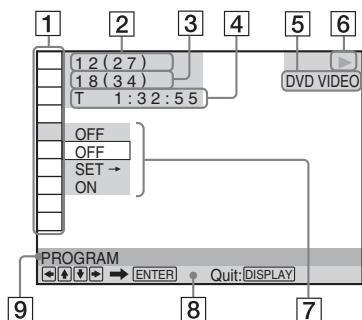 1 2 3 4 5 6
12(27)
18(34)
T 1:32:55
DVD VIDEO
OFF
OFF
SET →
ON
PROGRAM
← ↑ ↓ → ➡ ENTER Quit: DISPLAY
9 8 7